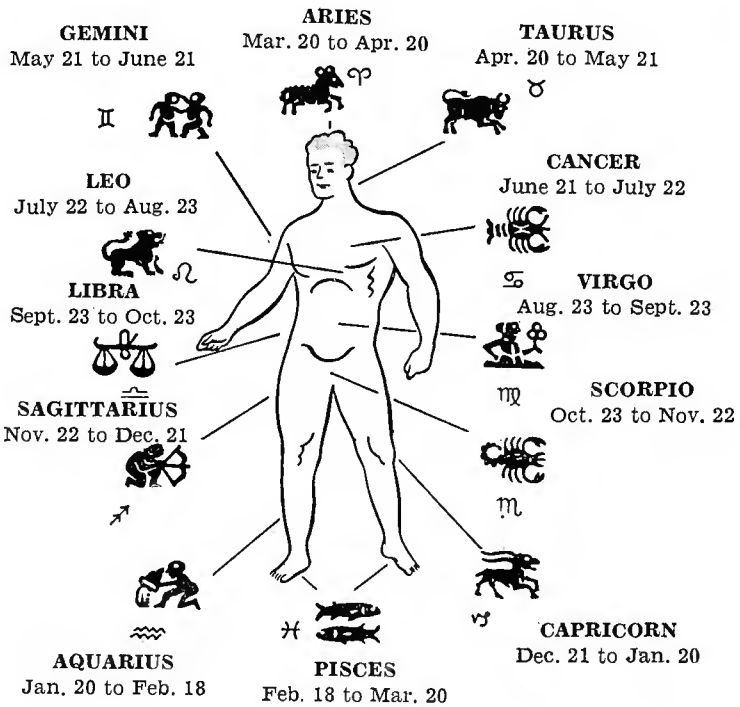 ARIES
Mar. 20 to Apr. 20
GEMINI
May 21 to June 21
TAURUS
Apr. 20 to May 21
♈
♊
♉
LEO
July 22 to Aug. 23
♌
CANCER
June 21 to July 22
♋
LIBRA
Sept. 23 to Oct. 23
♎
VIRGO
Aug. 23 to Sept. 23
♍
SAGITTARIUS
Nov. 22 to Dec. 21
♐
SCORPIO
Oct. 23 to Nov. 22
♏
♒
AQUARIUS
Jan. 20 to Feb. 18
♓
PISCES
Feb. 18 to Mar. 20
♑
CAPRICORN
Dec. 21 to Jan. 20